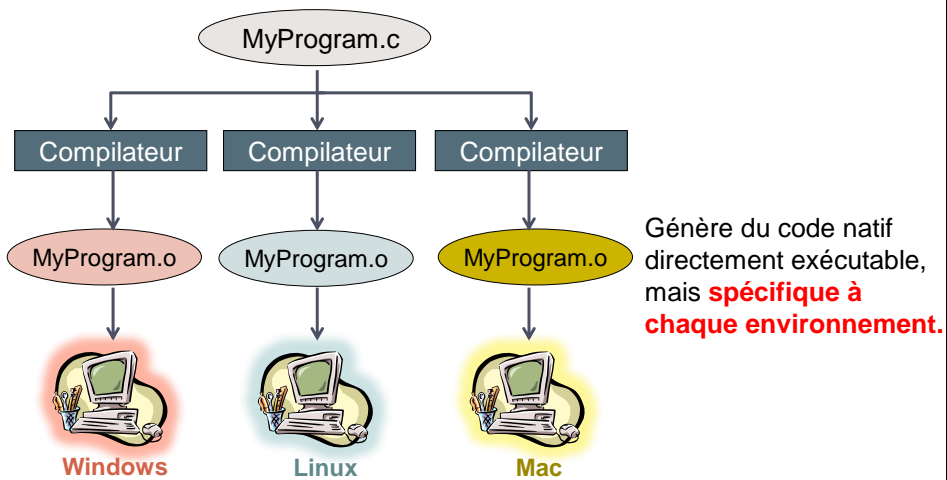 MyProgram.c
Compilateur Compilateur Compilateur
MyProgram.o MyProgram.o MyProgram.o
Génère du code natif
directement exécutable,
mais spécifique à
chaque environnement.
Windows Linux Mac